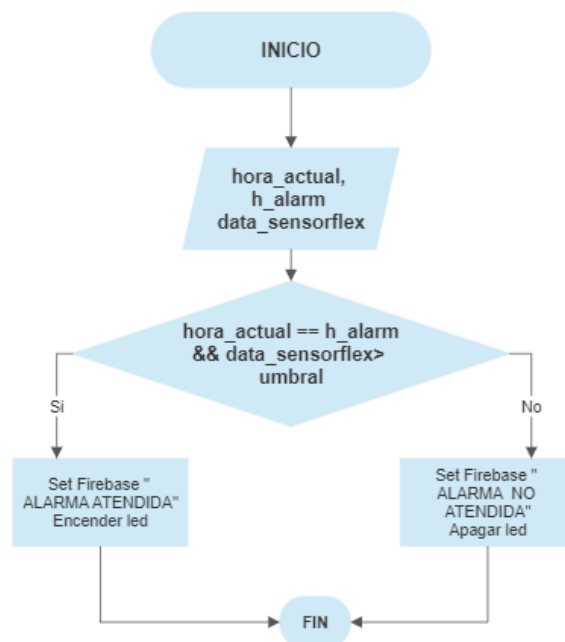 INICIO
hora_actual,
h_alarm
data_sensorflex
hora_actual == h_alarm
&& data_sensorflex>
umbral
Si
No
Set Firebase "
ALARMA ATENDIDA"
Encender led
Set Firebase "
ALARMA NO
ATENDIDA"
Apagar led
FIN